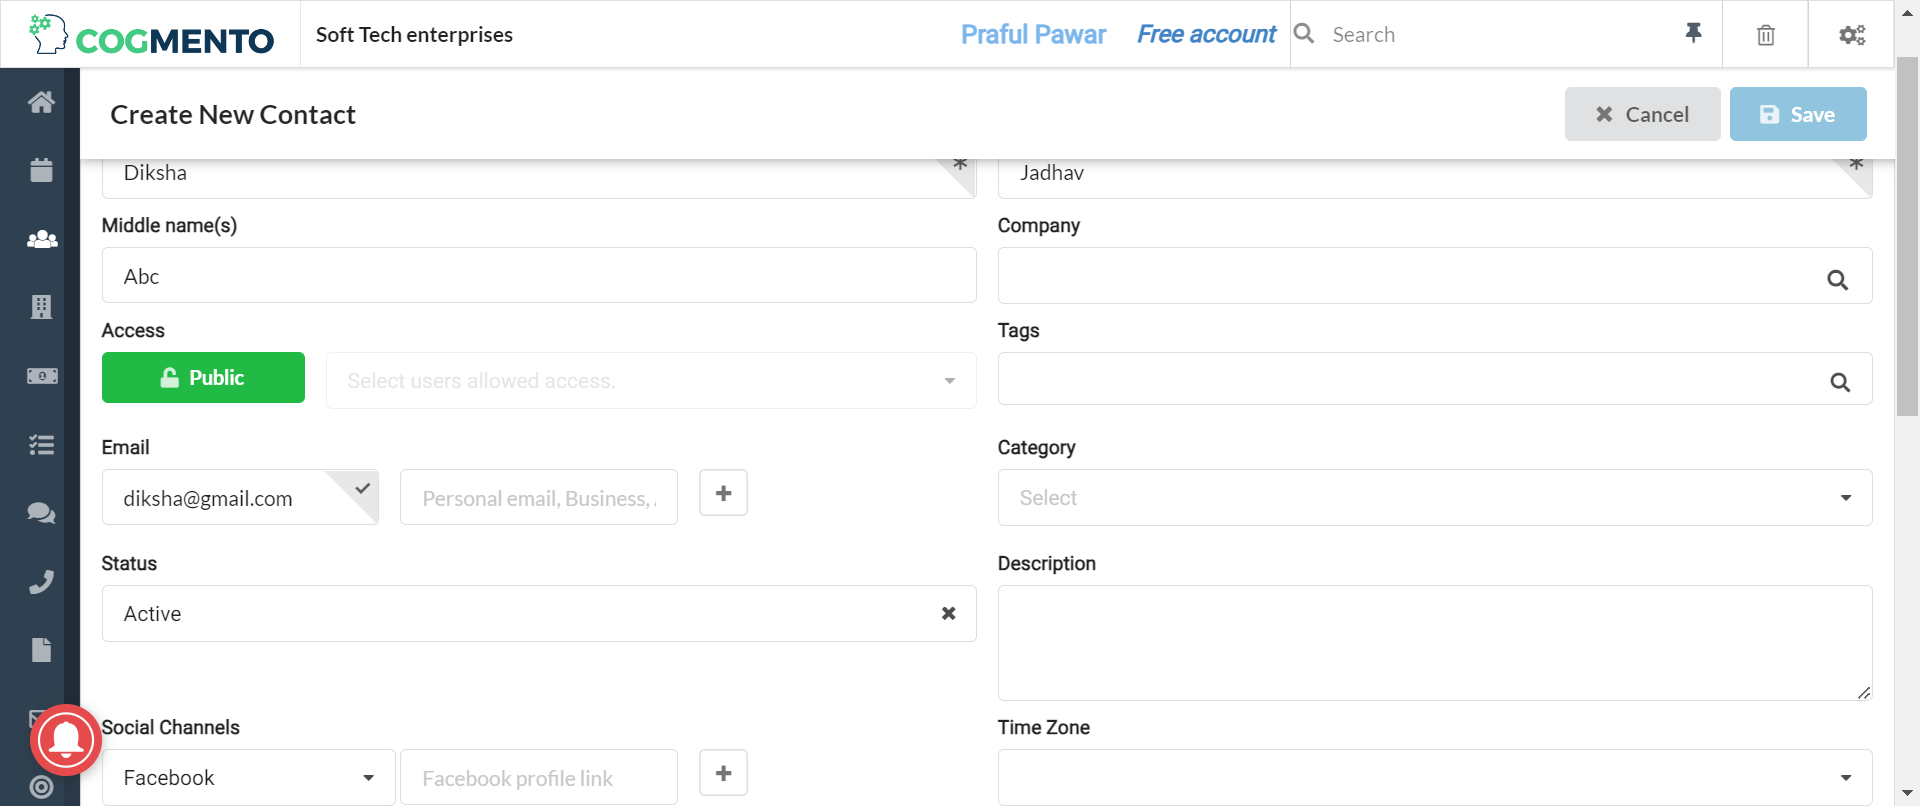 COGMENTO
Soft Tech enterprises
Praful Pawar
Free account
Search
Create New Contact
Cancel
Save
Diksha
*
Jadhav
*
Middle name(s)
Company
Abc
Access
Tags
Public
Select users allowed access.
Email
Category
diksha@gmail.com
Personal email, Business,
Select
Status
Description
Active
Social Channels
Time Zone
Facebook
Facebook profile link